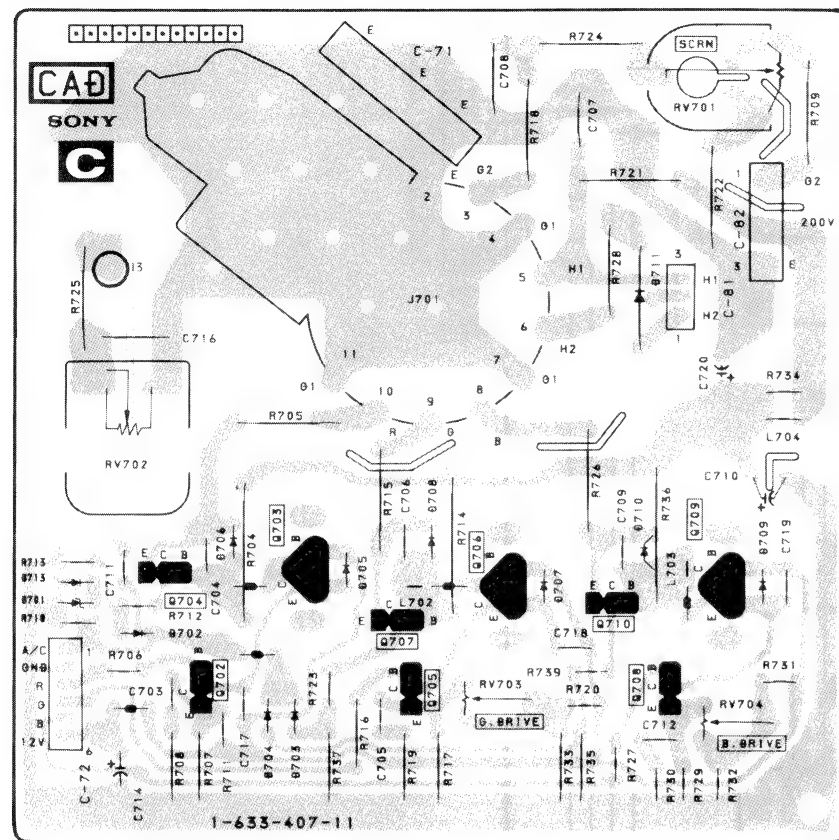 E
C-71
E
E
E
C708
R724
SCRN
RV701
R709
CAD
SONY
C
R718
C707
G2
2
3
4
G1
R721
R722
1
C-82
G2
200V
3
E
R725
13
C716
J701
5
H1
R728
D711
3
H1
C-81
H2
1
6
H2
7
G1
8
9
10
11
G1
R
G
B
C720
+
R734
L704
RV702
R705
R715
C706
D708
R714
R726
C709
D710
R736
C710
+
D709
C719
R713
D713
D701
R710
C711
E C B
Q704
R712
D702
D706
C704
R704
Q703
B
C
E
D705
L702
E C B
Q707
Q706
B
C
E
D707
E C B
Q710
L703
Q709
B
C
E
A/C
GND
R
G
B
12V
1
6
C-72
R706
C703
+
C714
B
C
E
Q702
R723
B
C
E
Q705
RV703
G.DRIVE
C718
R739
R720
Q708
B
C
E
C712
RV704
B.DRIVE
R731
R708
R707
R711
C717
D704
D703
R737
R716
C705
R719
R717
R733
R735
R727
R730
R729
R732
1-633-407-11